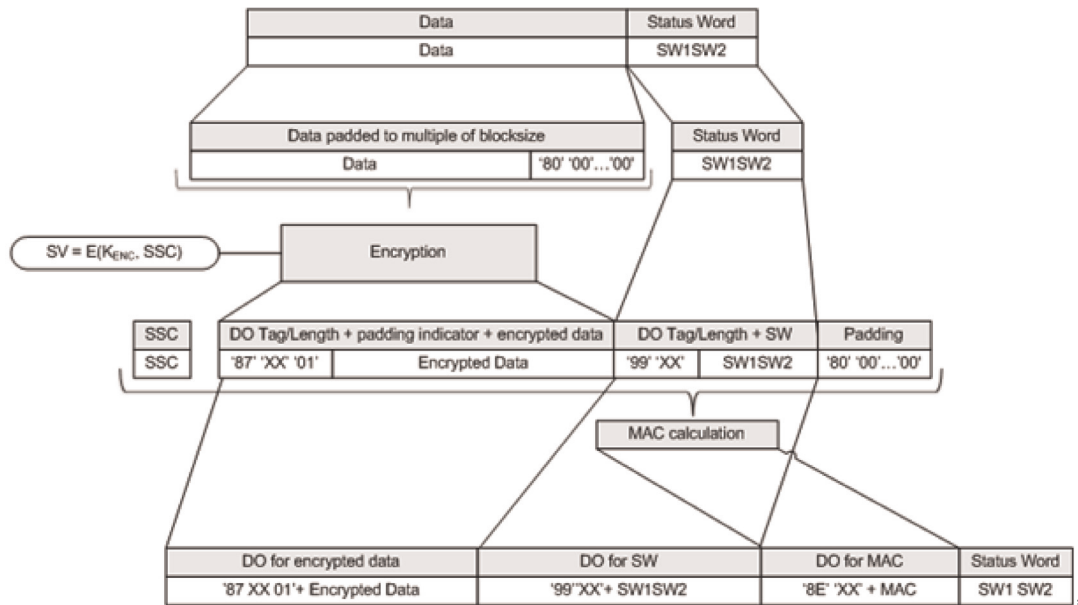 Data Status Word
Data SW1SW2
Data padded to multiple of blocksize Status Word
Data '80' '00'...'00' SW1SW2
SV = E(KENC, SSC) Encryption
SSC DO Tag/Length + padding indicator + encrypted data DO Tag/Length + SW Padding
SSC '87' 'XX' '01' Encrypted Data '99' 'XX' SW1SW2 '80' '00'...'00'
MAC calculation
DO for encrypted data DO for SW DO for MAC Status Word
'87 XX 01'+ Encrypted Data '99''XX'+ SW1SW2 '8E' 'XX' + MAC SW1 SW2